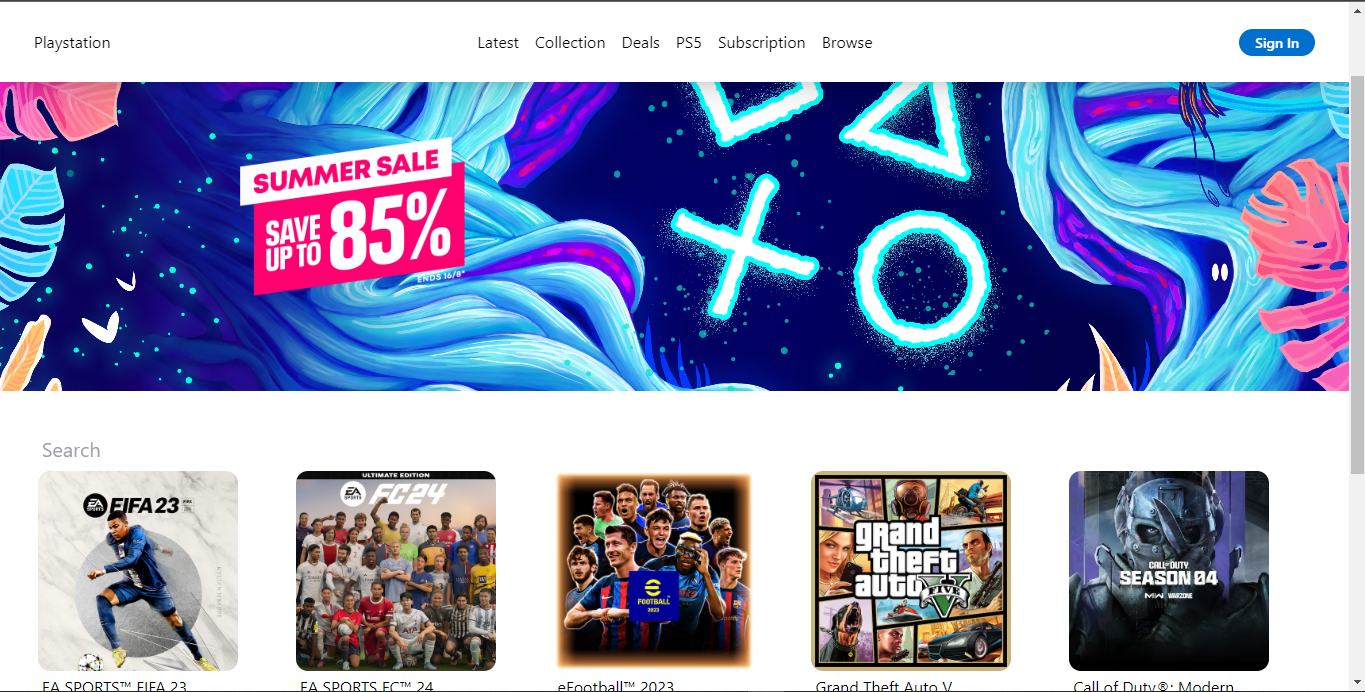 Playstation
Latest Collection Deals PS5 Subscription Browse
Sign In
SUMMER SALE
SAVE
UP TO 85%
ENDS 16/8*
Search
EA SPORTS FIFA 23
ULTIMATE EDITION
EA SPORTS FC24
FOOTBALL
2023
grand
theft
auto
FIVE
CALL OF DUTY
SEASON 04
MW WARZONE
EA SPORTS™ FIFA 23
EA SPORTS FC™ 24
eFootball™ 2023
Grand Theft Auto V
Call of Duty®: Modern